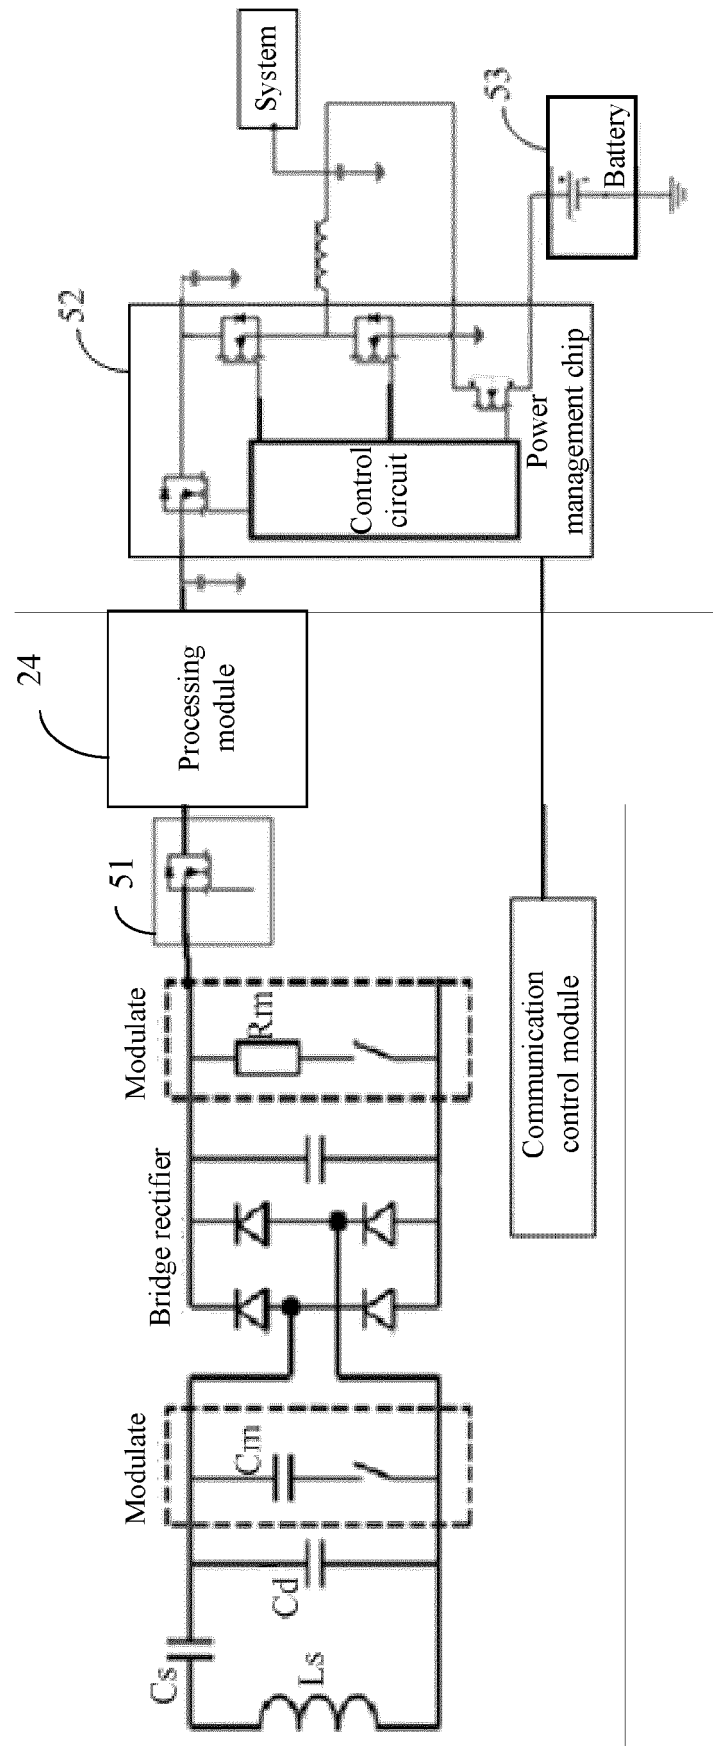 Cs
Ls
Cd
Modulate
Cm
Bridge rectifier
Modulate
Rm
51
24
Processing
module
Communication
control module
52
Control
circuit
Power
management chip
System
53
Battery